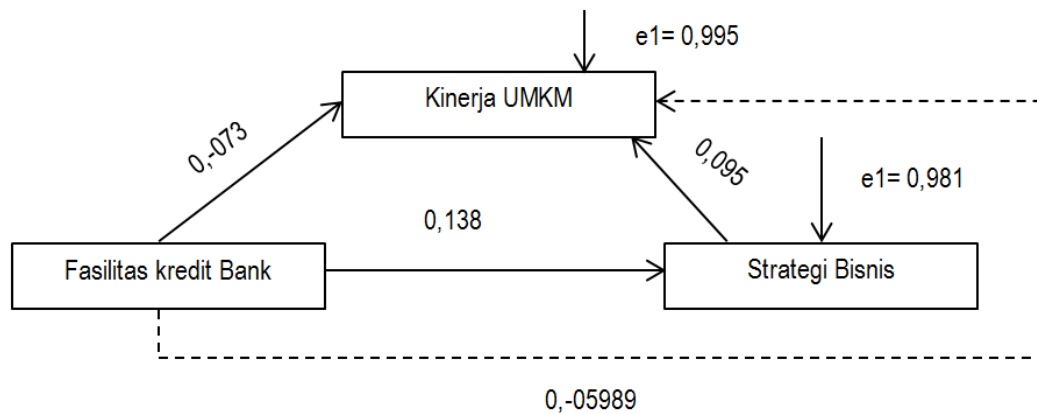 e1= 0,995
Kinerja UMKM
0,-073
0,095
e1= 0,981
0,138
Fasilitas kredit Bank
Strategi Bisnis
0,-05989